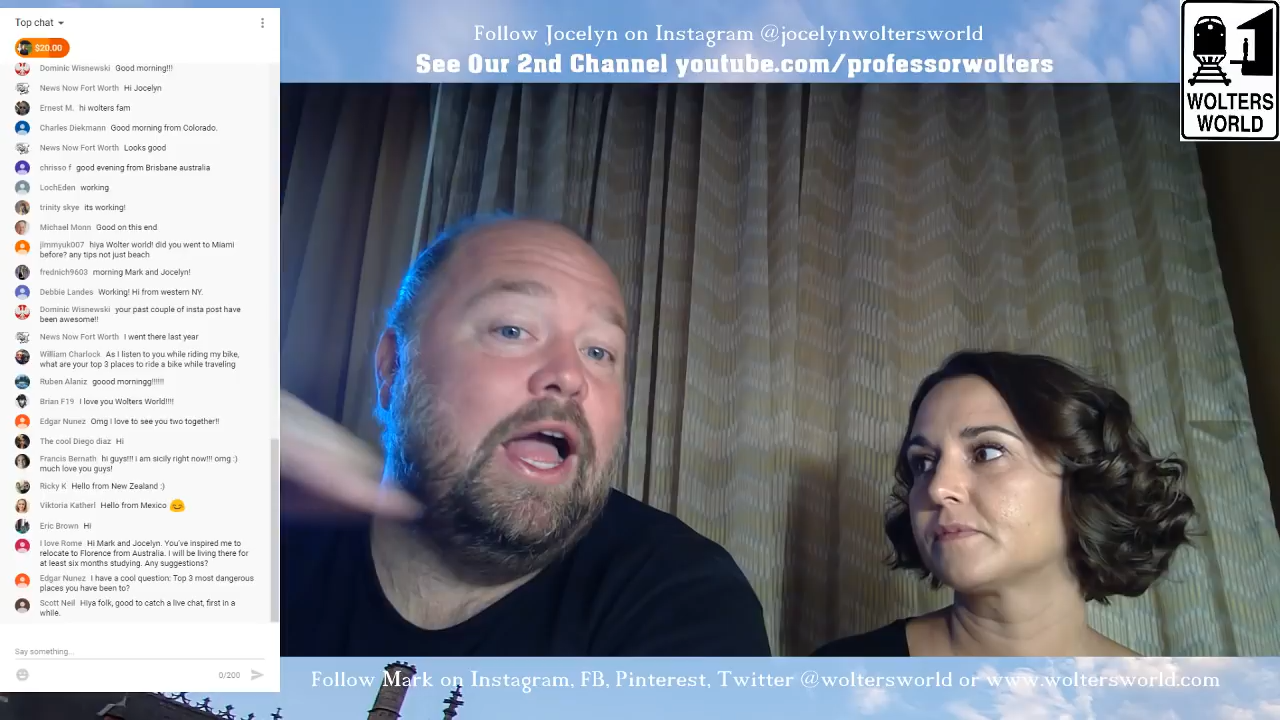 Top chat
$20.00
Dominic Wisnewski Good morning!!!
News Now Fort Worth Hi Jocelyn
Ernest M. hi wolters fam
Charles Diekmann Good morning from Colorado.
News Now Fort Worth Looks good
chrisso f good evening from Brisbane australia
LochEden working
trinity skye its working!
Michael Monn Good on this end
jimmyuk007 hiya Wolter world! did you went to Miami
before? any tips not just beach
frednich9603 morning Mark and Jocelyn!
Debbie Landes Working! Hi from western NY.
Dominic Wisnewski your past couple of insta post have
been awesome!!
News Now Fort Worth I went there last year
William Charlock As I listen to you while riding my bike,
what are your top 3 places to ride a bike while traveling
Ruben Alaniz goood morningg!!!!!!
Brian F19 I love you Wolters World!!!!
Edgar Nunez Omg I love to see you two together!!
The cool Diego diaz Hi
Francis Bernath hi guys!!! i am sicily right now!!! omg :)
much love you guys!
Ricky K Hello from New Zealand :)
Viktoria Katherl Hello from Mexico 🤗
Eric Brown Hi
I love Rome Hi Mark and Jocelyn. You've inspired me to
relocate to Florence from Australia. I will be living there for
at least six months studying. Any suggestions?
Edgar Nunez I have a cool question: Top 3 most dangerous
places you have been to?
Scott Neil Hiya folk, good to catch a live chat, first in a
while.
Say something...
0/200
Follow Jocelyn on Instagram @jocelynwoltersworld
See Our 2nd Channel youtube.com/professorwolters
WOLTERS
WORLD
Follow Mark on Instagram, FB, Pinterest, Twitter @woltersworld or www.woltersworld.com